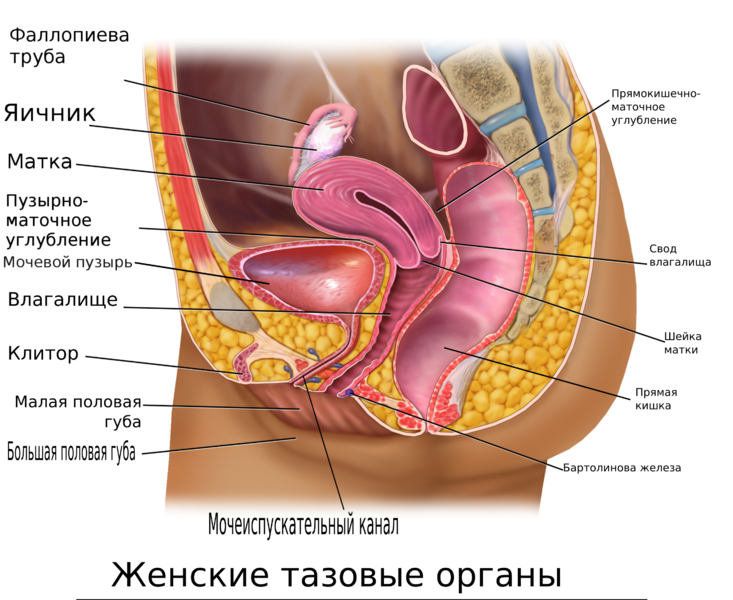 Фаллопиева
труба
Яичник
Матка
Пузырно-
маточное
углубление
Мочевой пузырь
Влагалище
Клитор
Малая половая
губа
Большая половая губа
Мочеиспускательный канал
Прямокишечно-
маточное
углубление
Свод
влагалища
Шейка
матки
Прямая
кишка
Бартолинова железа
Женские тазовые органы